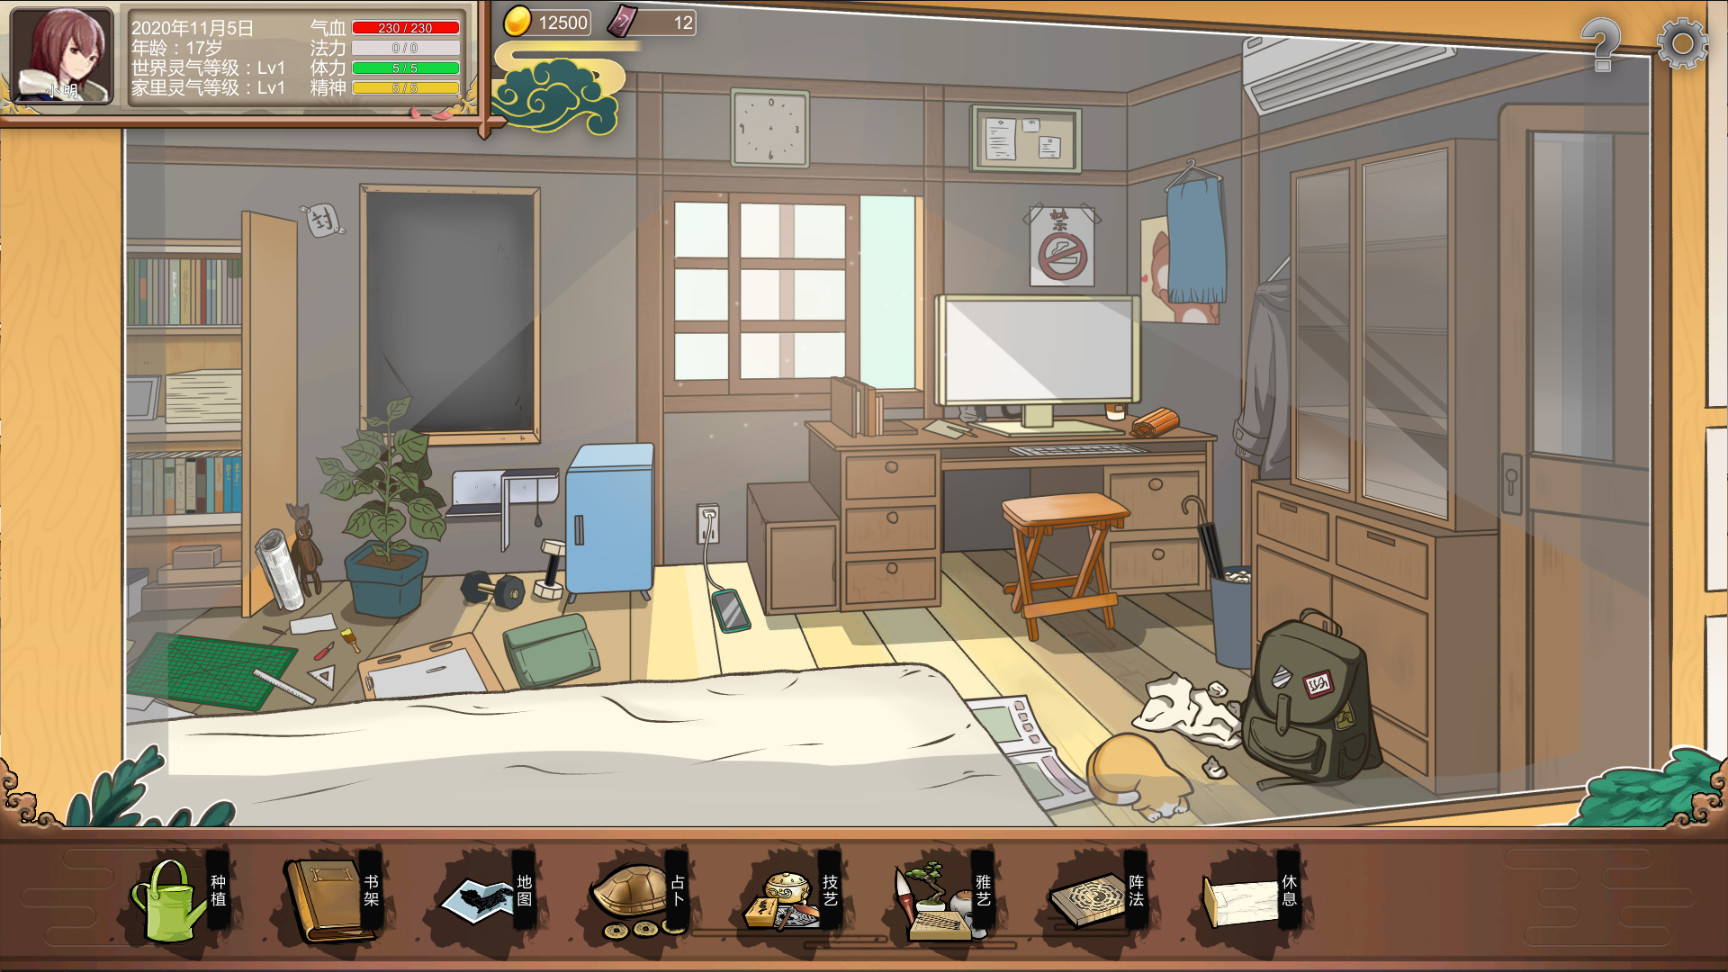 2020年11月5日
年龄：17岁
世界灵气等级：Lv1
家里灵气等级：Lv1
小明
气血 230 / 230
法力 0 / 0
体力 5 / 5
精神 5 / 5
12500
12
?
封
禁
种植
书架
地图
占卜
技艺
雅艺
阵法
休息